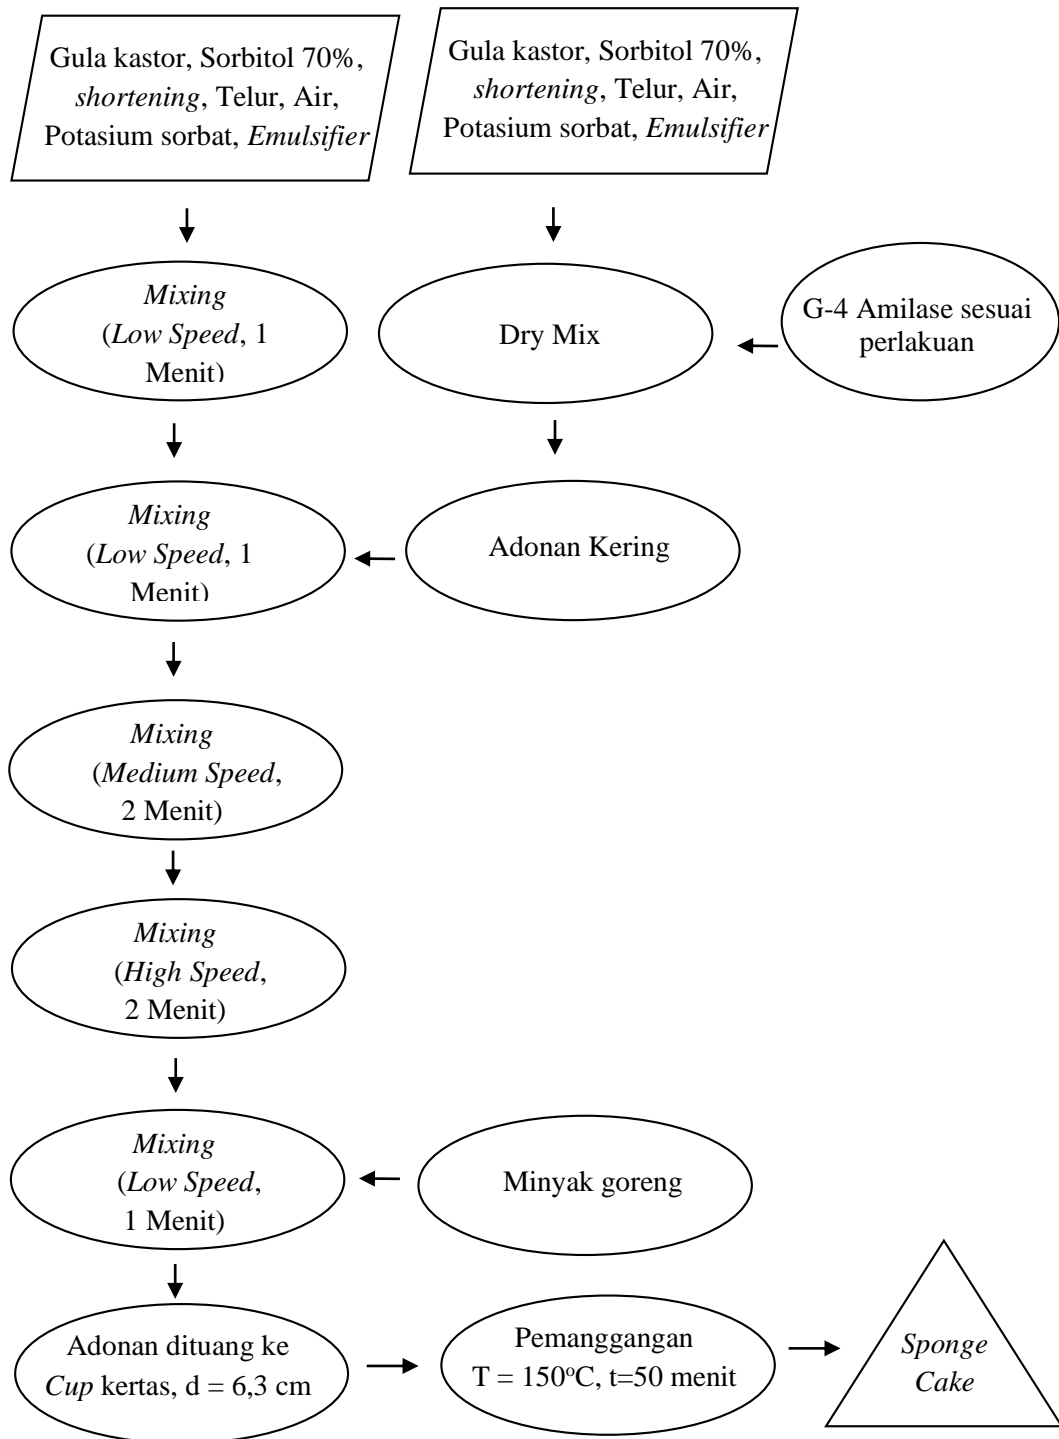 Gula kastor, Sorbitol 70%,
shortening, Telur, Air,
Potasium sorbat, Emulsifier
Gula kastor, Sorbitol 70%,
shortening, Telur, Air,
Potasium sorbat, Emulsifier
Mixing
(Low Speed, 1
Menit)
Dry Mix
G-4 Amilase sesuai
perlakuan
Mixing
(Low Speed, 1
Menit)
Adonan Kering
Mixing
(Medium Speed,
2 Menit)
Mixing
(High Speed,
2 Menit)
Mixing
(Low Speed,
1 Menit)
Minyak goreng
Adonan dituang ke
Cup kertas, d = 6,3 cm
Pemanggangan
T = 150°C, t=50 menit
Sponge
Cake